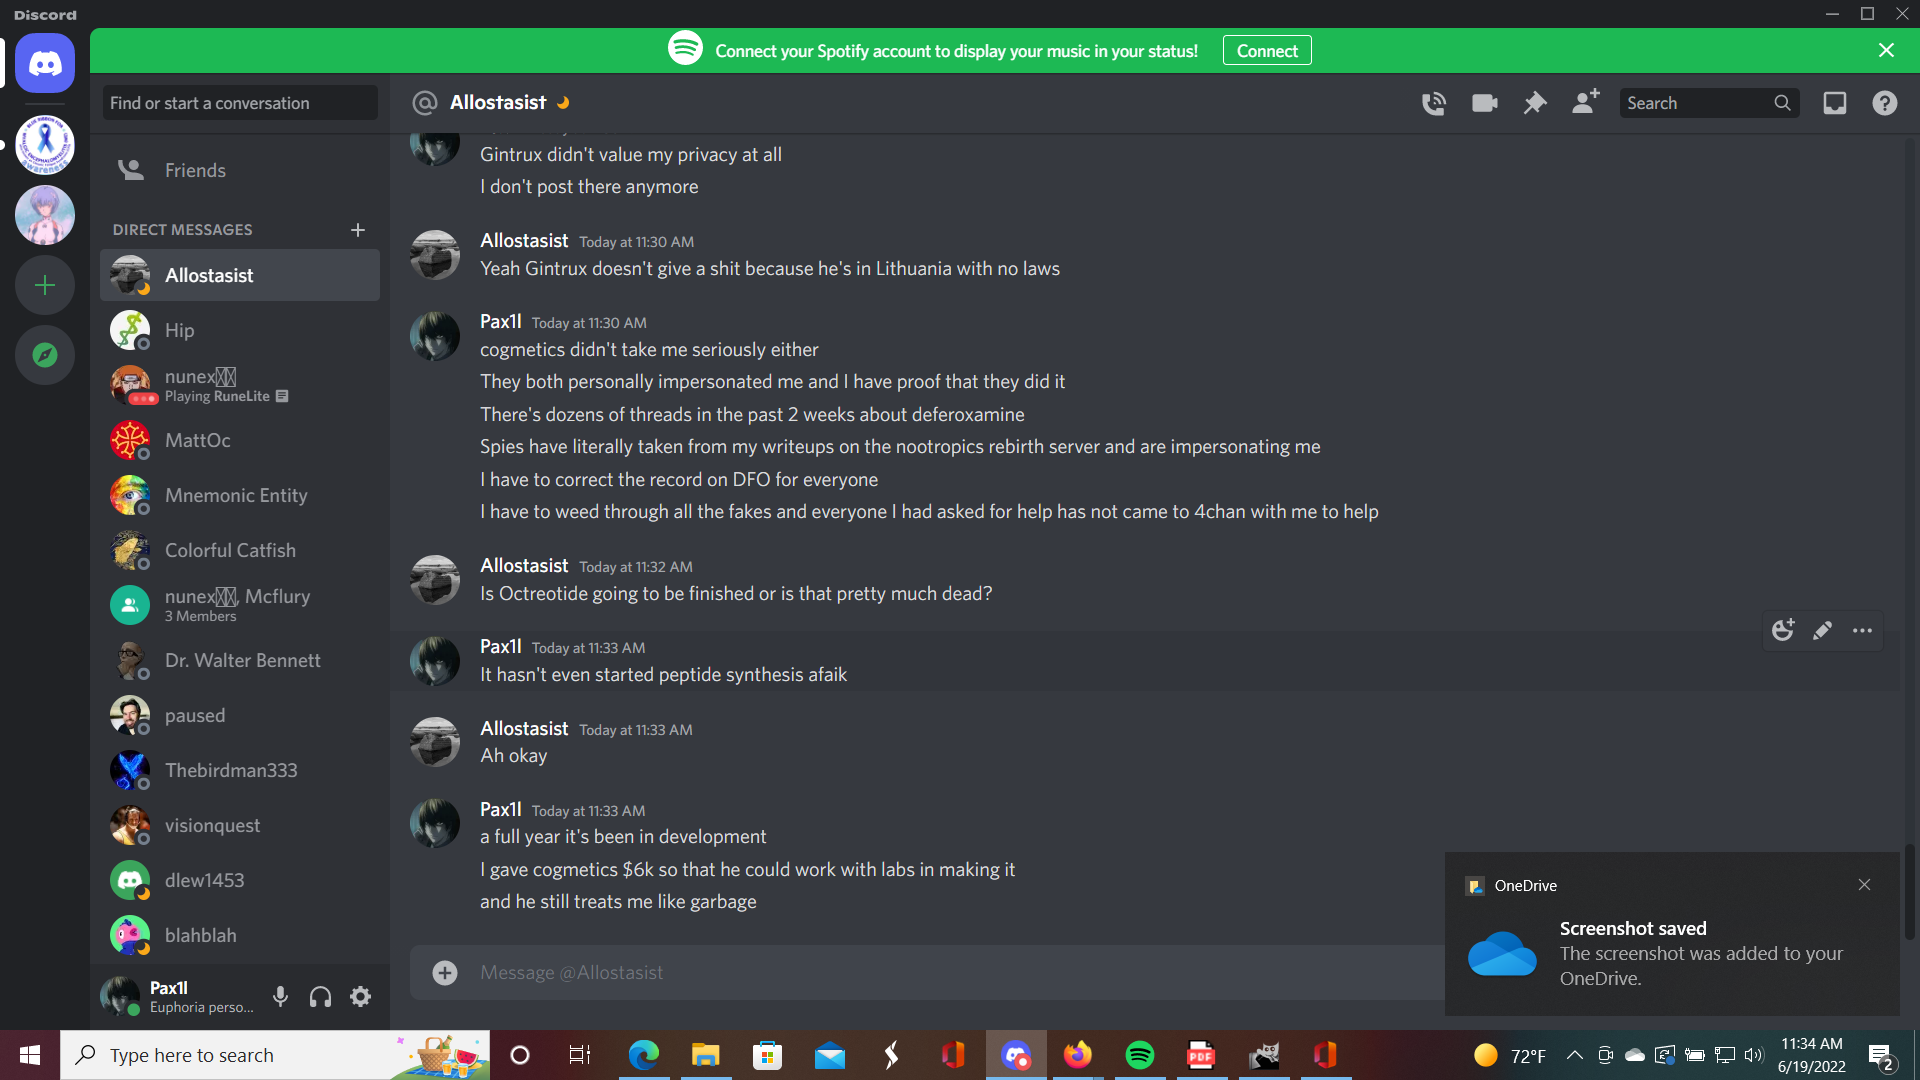 Discord
Connect your Spotify account to display your music in your status!
Connect
Find or start a conversation
Allostasist
Search
Friends
DIRECT MESSAGES
Allostasist
Hip
nunex
Playing RuneLite
MattOc
Mnemonic Entity
Colorful Catfish
nunex, Mcflury
3 Members
Dr. Walter Bennett
paused
Thebirdman333
visionquest
dlew1453
blahblah
Pax1l
Euphoria perso...
Gintrux didn't value my privacy at all
I don't post there anymore
Allostasist Today at 11:30 AM
Yeah Gintrux doesn't give a shit because he's in Lithuania with no laws
Pax1l Today at 11:30 AM
cogmetics didn't take me seriously either
They both personally impersonated me and I have proof that they did it
There's dozens of threads in the past 2 weeks about deferoxamine
Spies have literally taken from my writeups on the nootropics rebirth server and are impersonating me
I have to correct the record on DFO for everyone
I have to weed through all the fakes and everyone I had asked for help has not came to 4chan with me to help
Allostasist Today at 11:32 AM
Is Octreotide going to be finished or is that pretty much dead?
Pax1l Today at 11:33 AM
It hasn't even started peptide synthesis afaik
Allostasist Today at 11:33 AM
Ah okay
Pax1l Today at 11:33 AM
a full year it's been in development
I gave cogmetics $6k so that he could work with labs in making it
and he still treats me like garbage
Message @Allostasist
OneDrive
Screenshot saved
The screenshot was added to your
OneDrive.
Type here to search
PDF
72°F
11:34 AM
6/19/2022
2